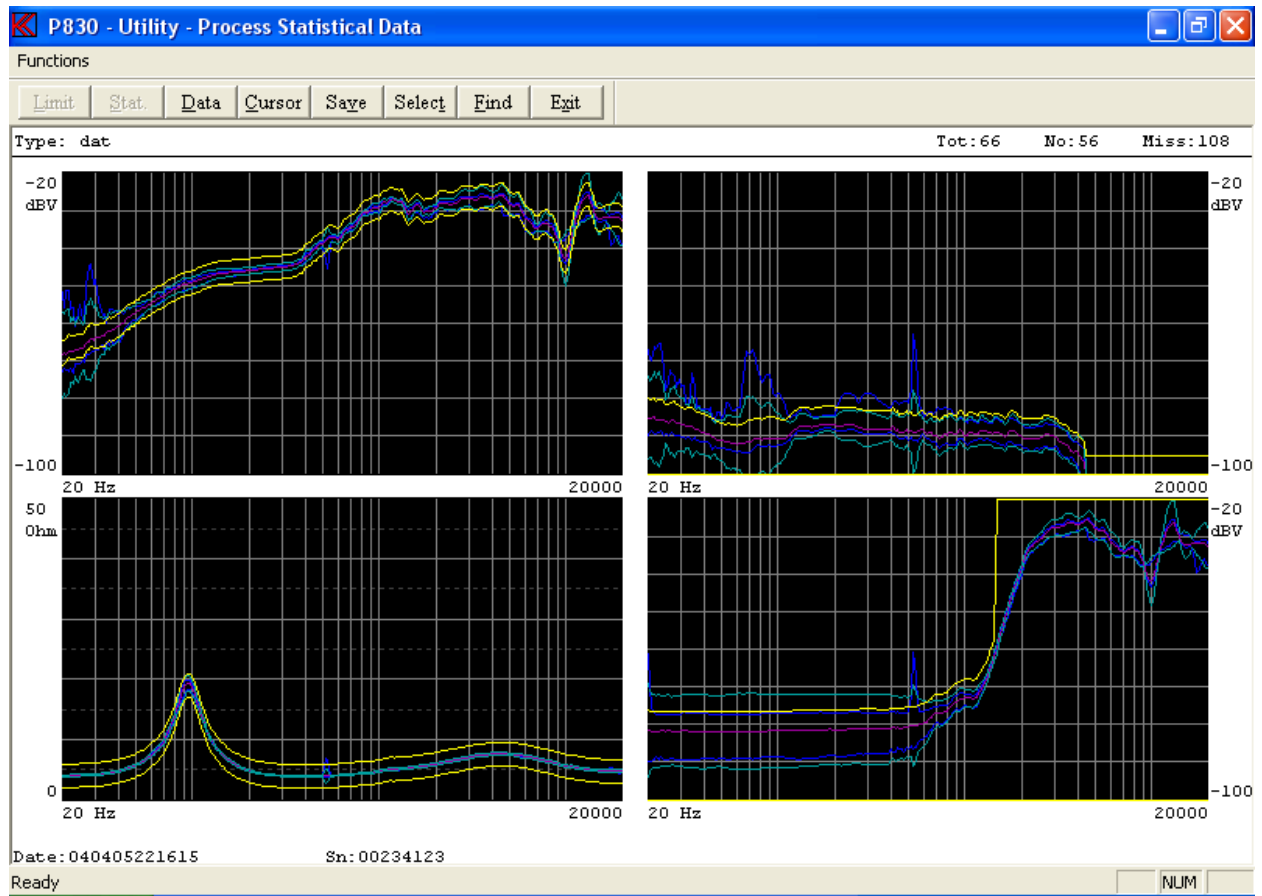 P830 - Utility - Process Statistical Data
Functions
Limit Stat. Data Cursor Save Select Find Exit
Type: dat Tot:66 No:56 Miss:108
-20
dBV
-100
20 Hz 20000
-20
dBV
-100
20 Hz 20000
50
Ohm
0
20 Hz 20000
-20
dBV
-100
20 Hz 20000
Date:040405221615 Sn:00234123
Ready NUM